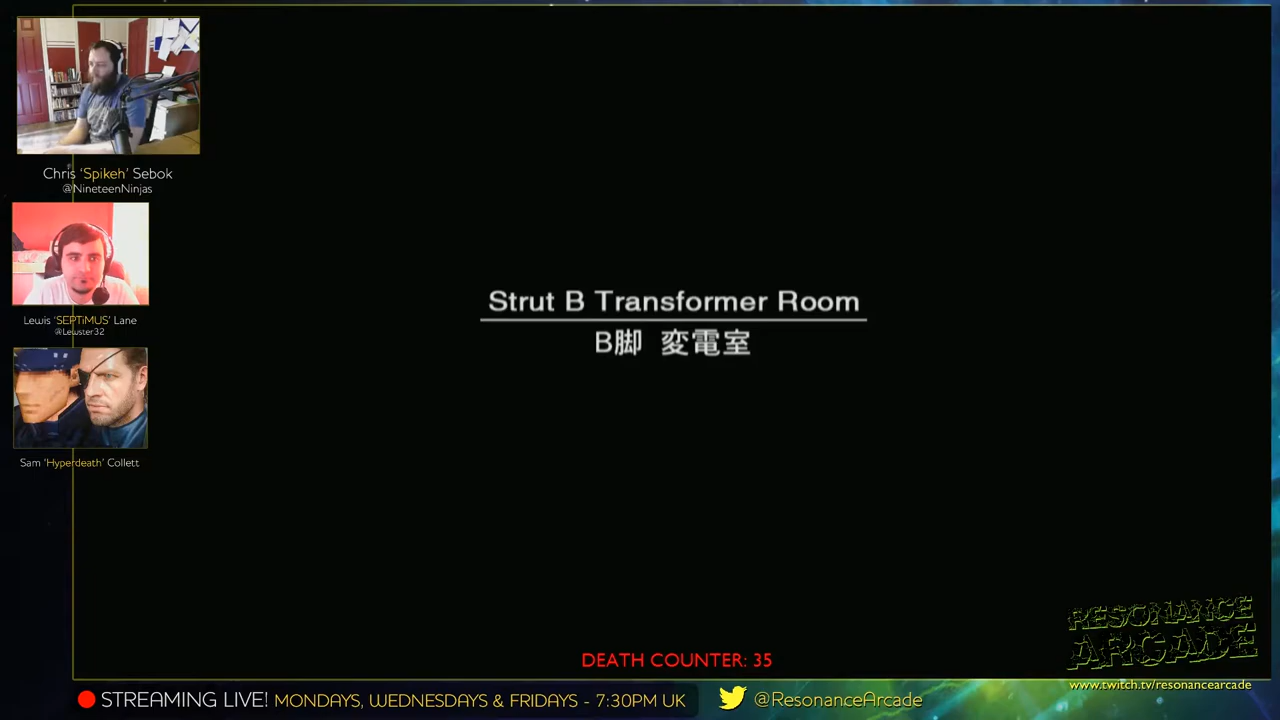 Chris 'Spikeh' Sebok
@NineteenNinjas
Lewis 'SEPTiMUS' Lane
@Lewster32
Sam 'Hyperdeath' Collett
Strut B Transformer Room
B脚 変電室
DEATH COUNTER: 35
RESONANCE
ARCADE
www.twitch.tv/resonancearcade
STREAMING LIVE! MONDAYS, WEDNESDAYS & FRIDAYS - 7:30PM UK
@ResonanceArcade